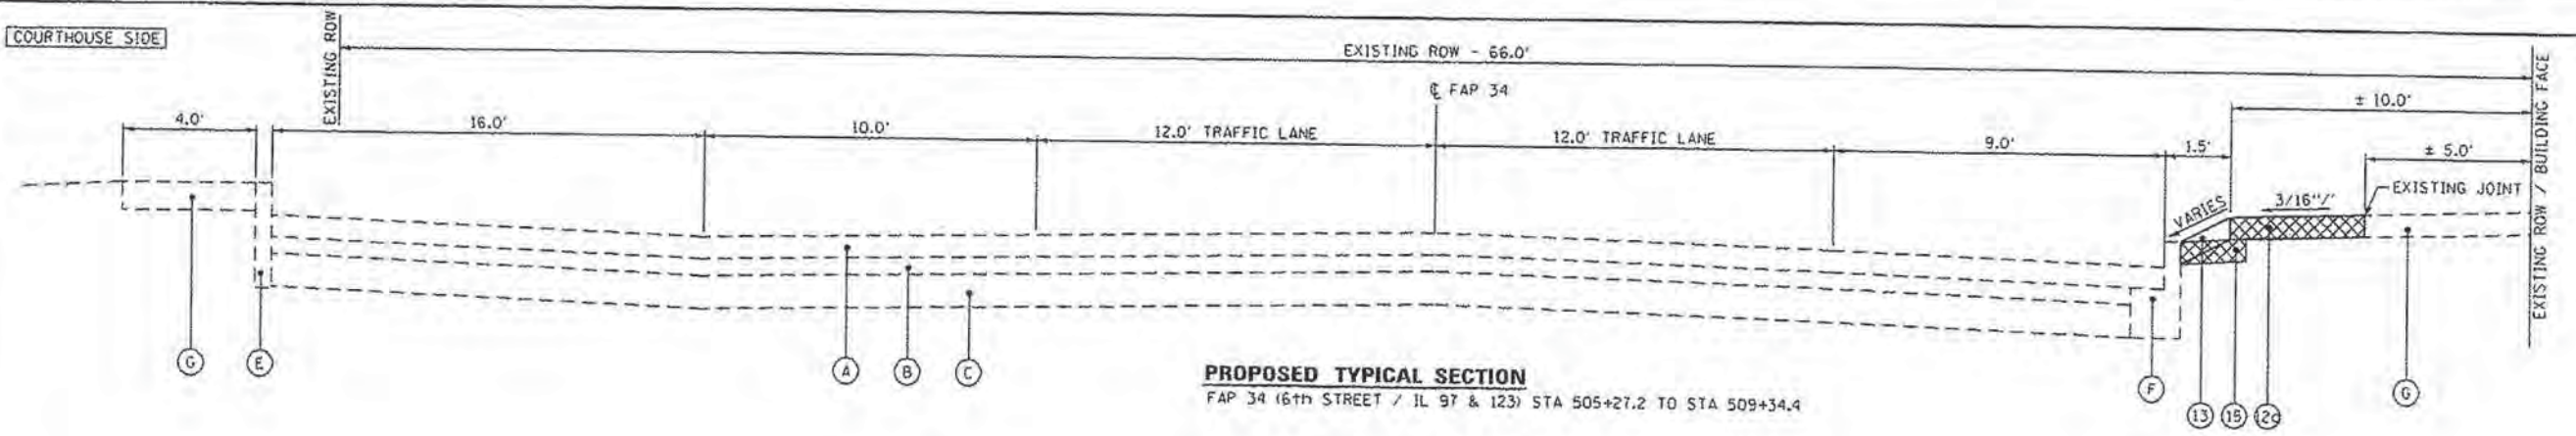 COURTHOUSE SIDE
EXISTING ROW
EXISTING ROW - 66.0'
℄ FAP 34
EXISTING ROW / BUILDING FACE
± 10.0'
4.0'
16.0'
10.0'
12.0' TRAFFIC LANE
12.0' TRAFFIC LANE
9.0'
1.5'
± 5.0'
VARIES
3/16"/'
EXISTING JOINT
G
E
A
B
C
F
13
15
12c
G
PROPOSED TYPICAL SECTION
FAP 34 (6th STREET / IL 97 & 123) STA 505+27.2 TO STA 509+34.4